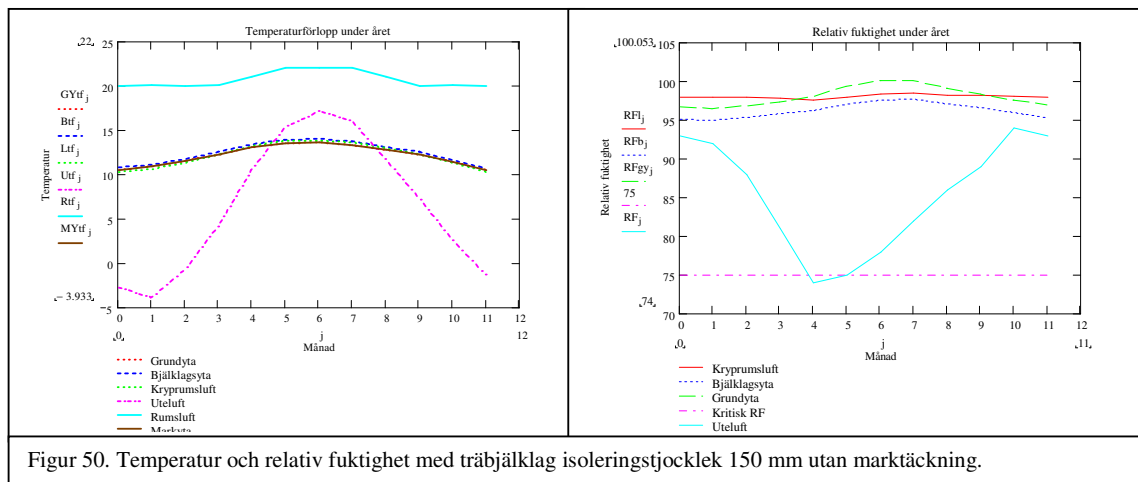 Temperaturförlopp under året
22
25
20
15
10
5
0
−5
− 3.933
GYtf j
Btf j
Ltf j
Utf j
Rtf j
MYtf j
Temperatur
0 1 2 3 4 5 6 7 8 9 10 11 12
0 j 12
Månad
Grundyta
Bjälklagsyta
Kryprumsluft
Uteluft
Rumsluft
Markyta
Relativ fuktighet under året
100.053
105
100
95
90
85
80
75
70
74
RFl j
RFb j
RFgy j
75
RF j
Relativ fuktighet
0 1 2 3 4 5 6 7 8 9 10 11 12
0 j 11
Månad
Kryprumsluft
Bjälklagsyta
Grundyta
Kritisk RF
Uteluft
Figur 50. Temperatur och relativ fuktighet med träbjälklag isoleringstjocklek 150 mm utan marktäckning.